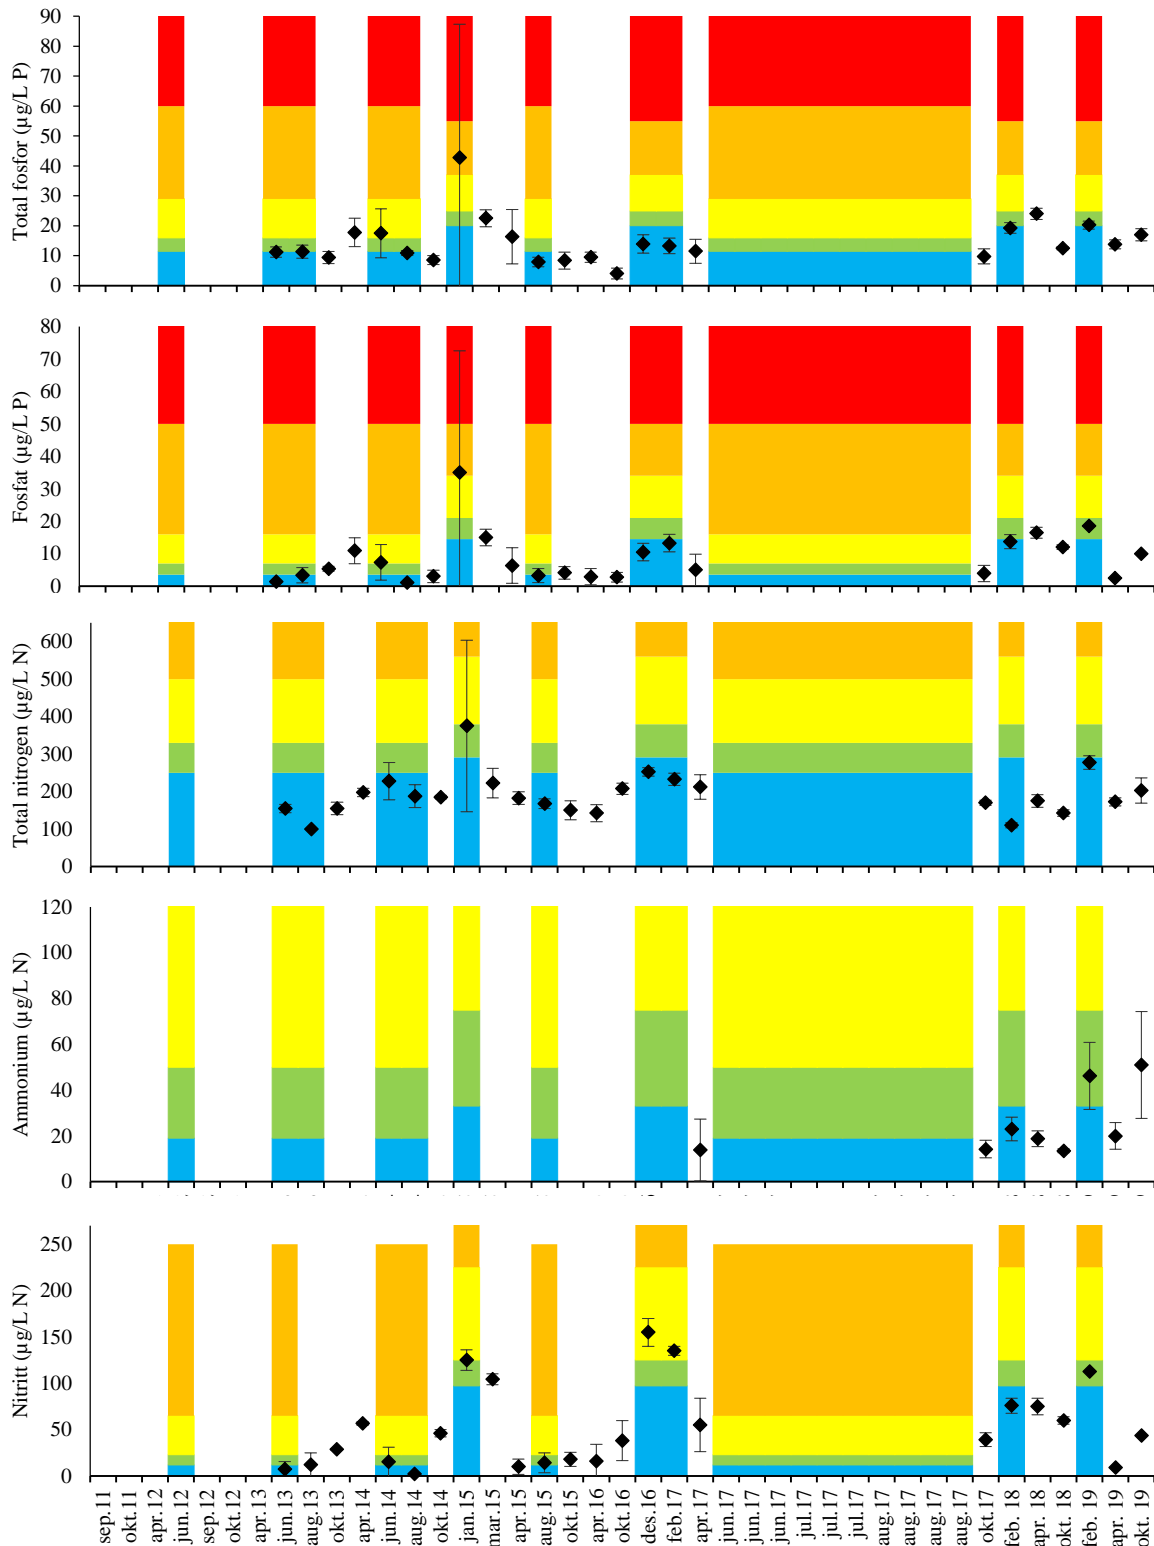 Total fosfor (µg/L P)
90
80
70
60
50
40
30
20
10
0
Fosfat (µg/L P)
80
70
60
50
40
30
20
10
0
Total nitrogen (µg/L N)
600
500
400
300
200
100
0
Ammonium (µg/L N)
120
100
80
60
40
20
0
Nitritt (µg/L N)
250
200
150
100
50
0
sep. 11
okt. 11
apr. 12
jun. 12
sep. 12
okt. 12
apr. 13
jun. 13
aug. 13
okt. 13
apr. 14
jun. 14
aug. 14
okt. 14
jan. 15
mar. 15
apr. 15
aug. 15
okt. 15
apr. 16
okt. 16
des. 16
feb. 17
apr. 17
jun. 17
jun. 17
jun. 17
jul. 17
jul. 17
jul. 17
aug. 17
aug. 17
aug. 17
aug. 17
okt. 17
feb. 18
apr. 18
okt. 18
feb. 19
apr. 19
okt. 19